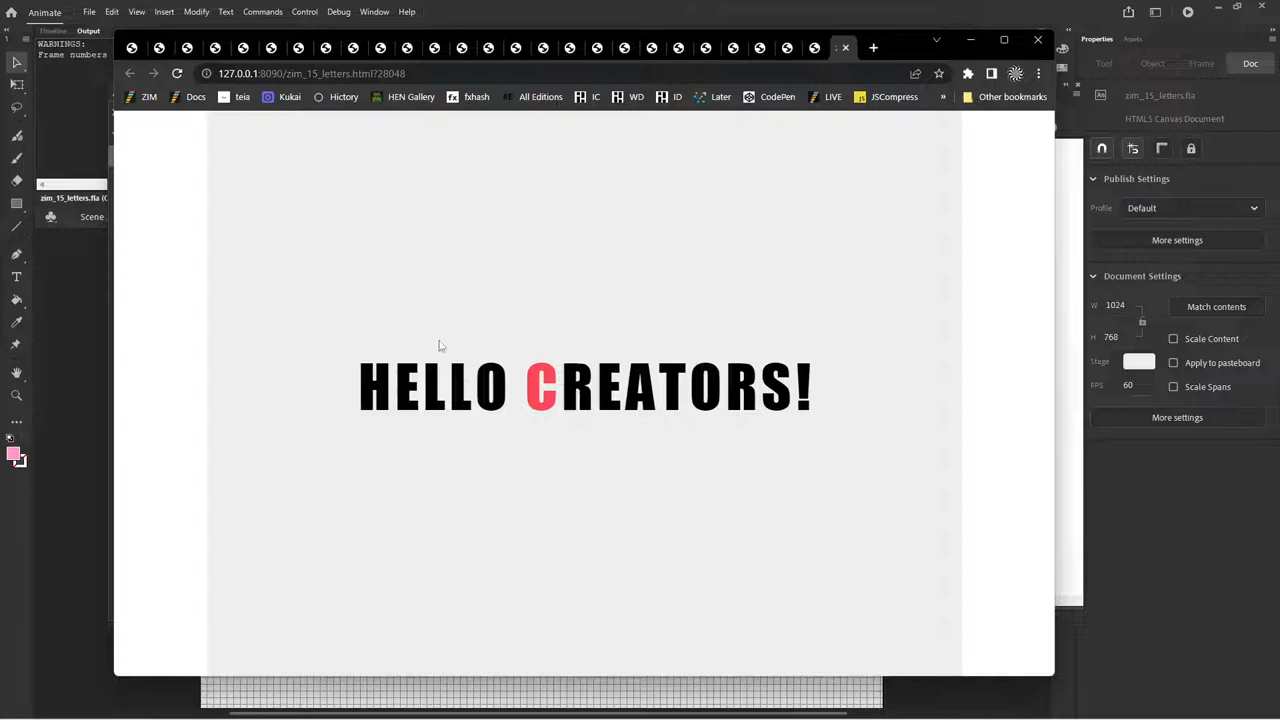 Animate
File Edit View Insert Modify Text Commands Control Debug Window Help
Timeline Output
WARNINGS:
Frame numbers
zim_15_letters.fla (C
Scene
127.0.0.1:8090/zim_15_letters.html?28048
ZIM Docs teia Kukai Hictory HEN Gallery fxhash All Editions IC WD ID Later CodePen LIVE JSCompress » Other bookmarks
HELLO CREATORS!
Properties Assets
Tool Object Frame Doc
zim_15_letters.fla
HTML5 Canvas Document
Publish Settings
Profile Default
More settings
Document Settings
W 1024 Match contents
H 768 Scale Content
Stage Apply to pasteboard
FPS 60 Scale Spans
More settings